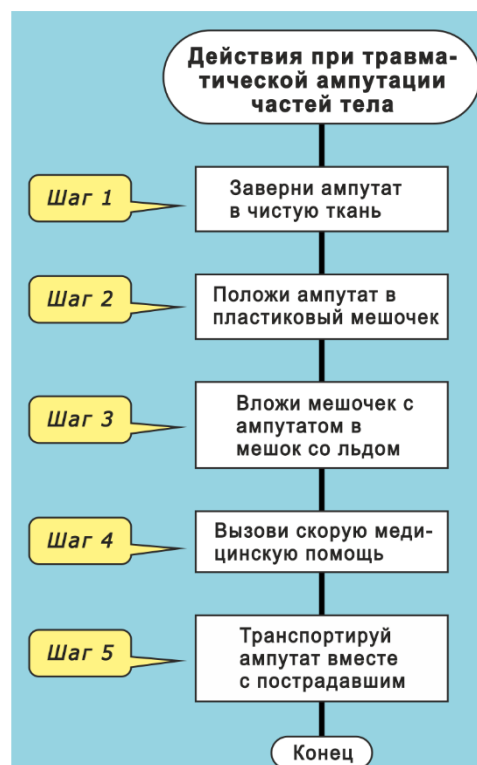 Действия при травма-
тической ампутации
частей тела
Шаг 1
Заверни ампутат
в чистую ткань
Шаг 2
Положи ампутат в
пластиковый мешочек
Шаг 3
Вложи мешочек с
ампутатом в
мешок со льдом
Шаг 4
Вызови скорую меди-
цинскую помощь
Шаг 5
Транспортируй
ампутат вместе
с пострадавшим
Конец